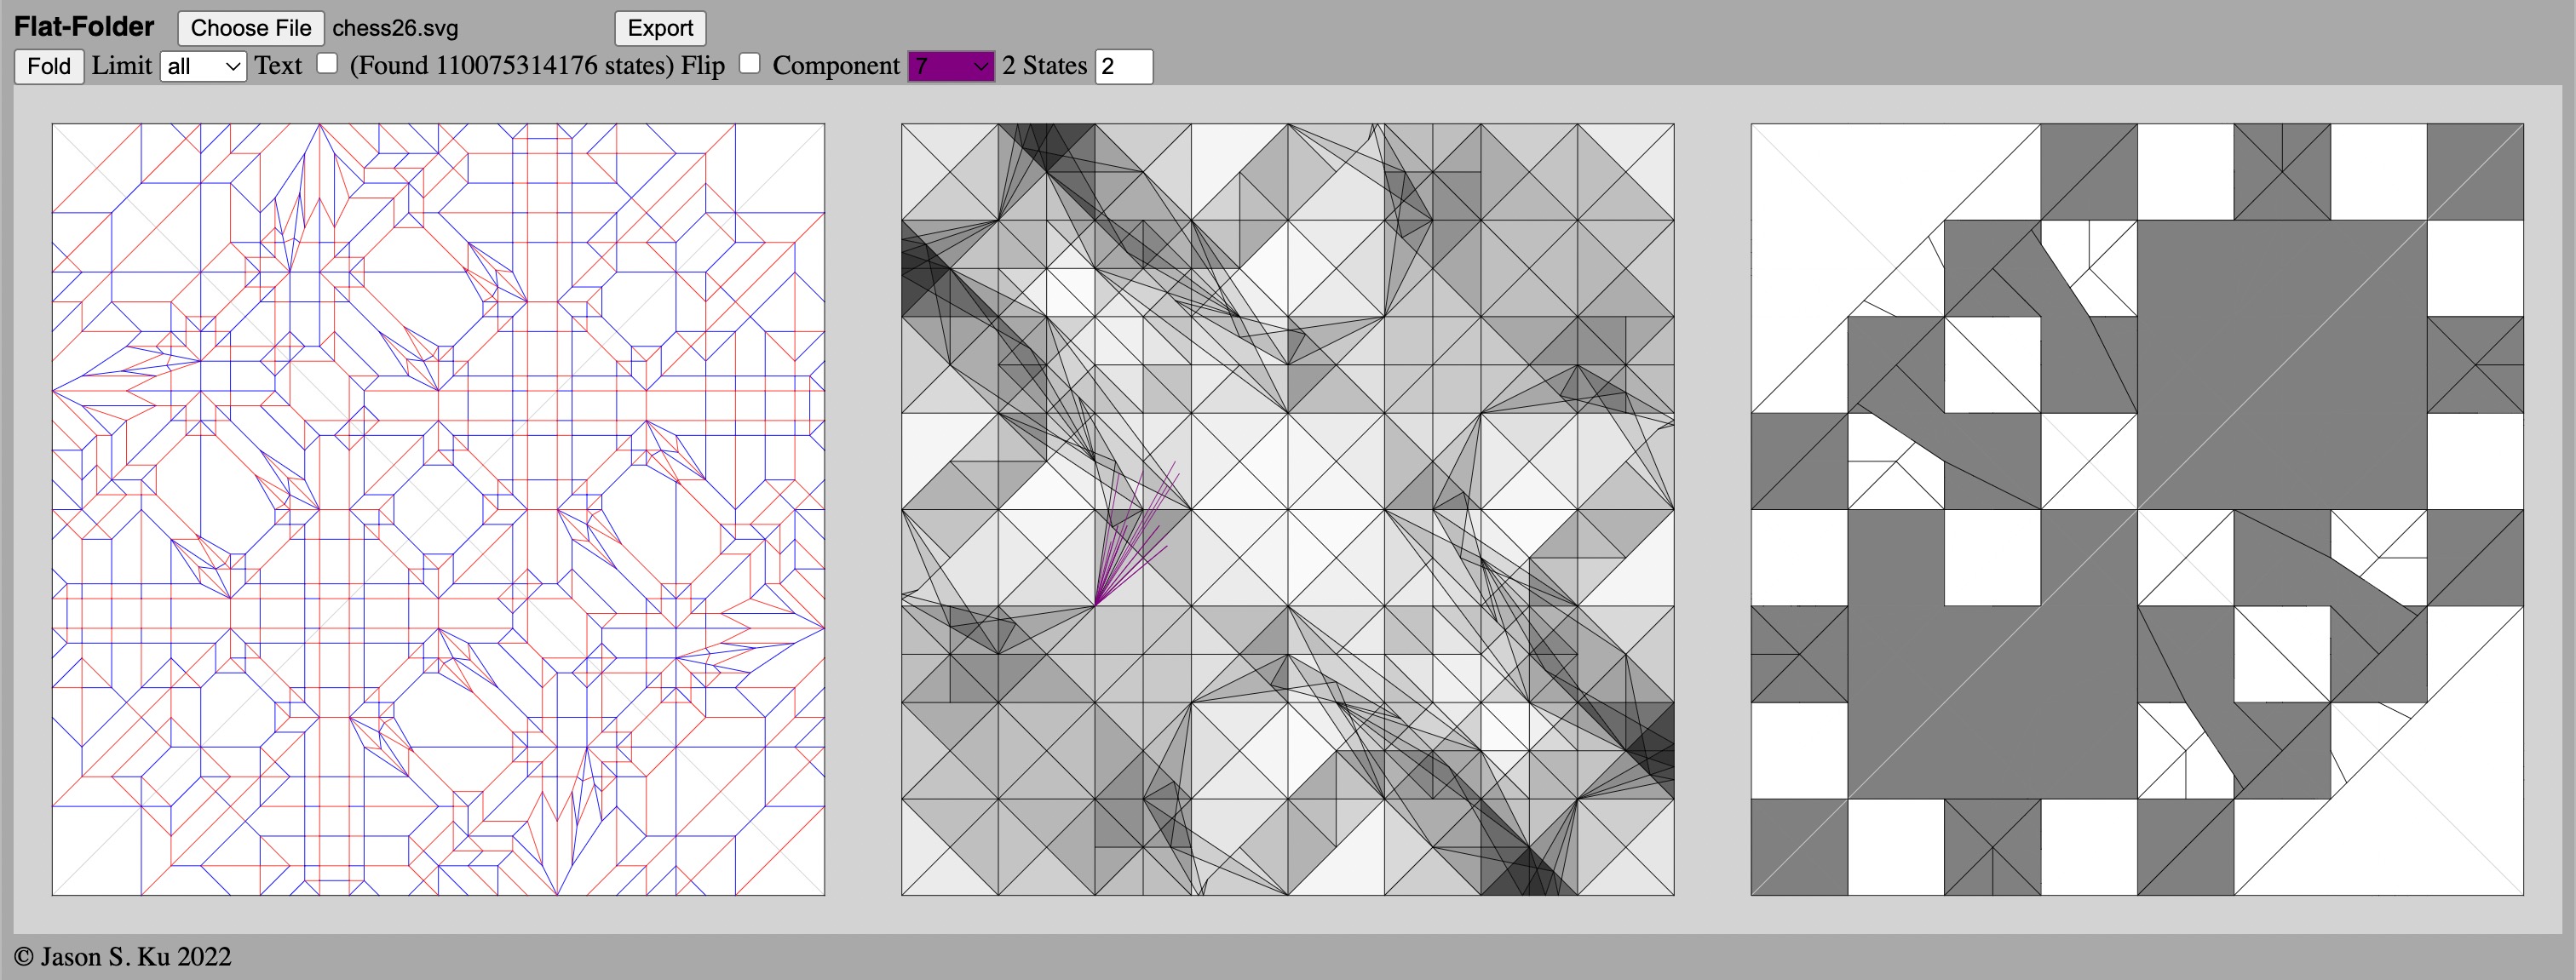 Flat-Folder Choose File chess26.svg Export
Fold Limit all Text (Found 110075314176 states) Flip Component 7 2 States 2
© Jason S. Ku 2022